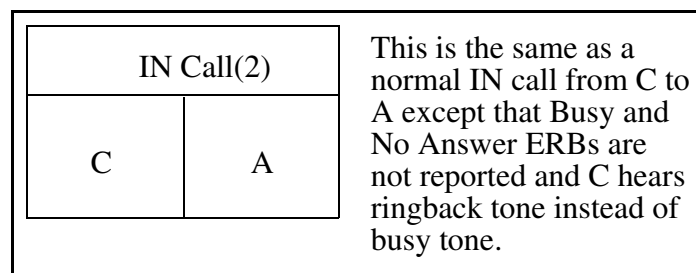 IN Call(2)
C
A
This is the same as a
normal IN call from C to
A except that Busy and
No Answer ERBs are
not reported and C hears
ringback tone instead of
busy tone.